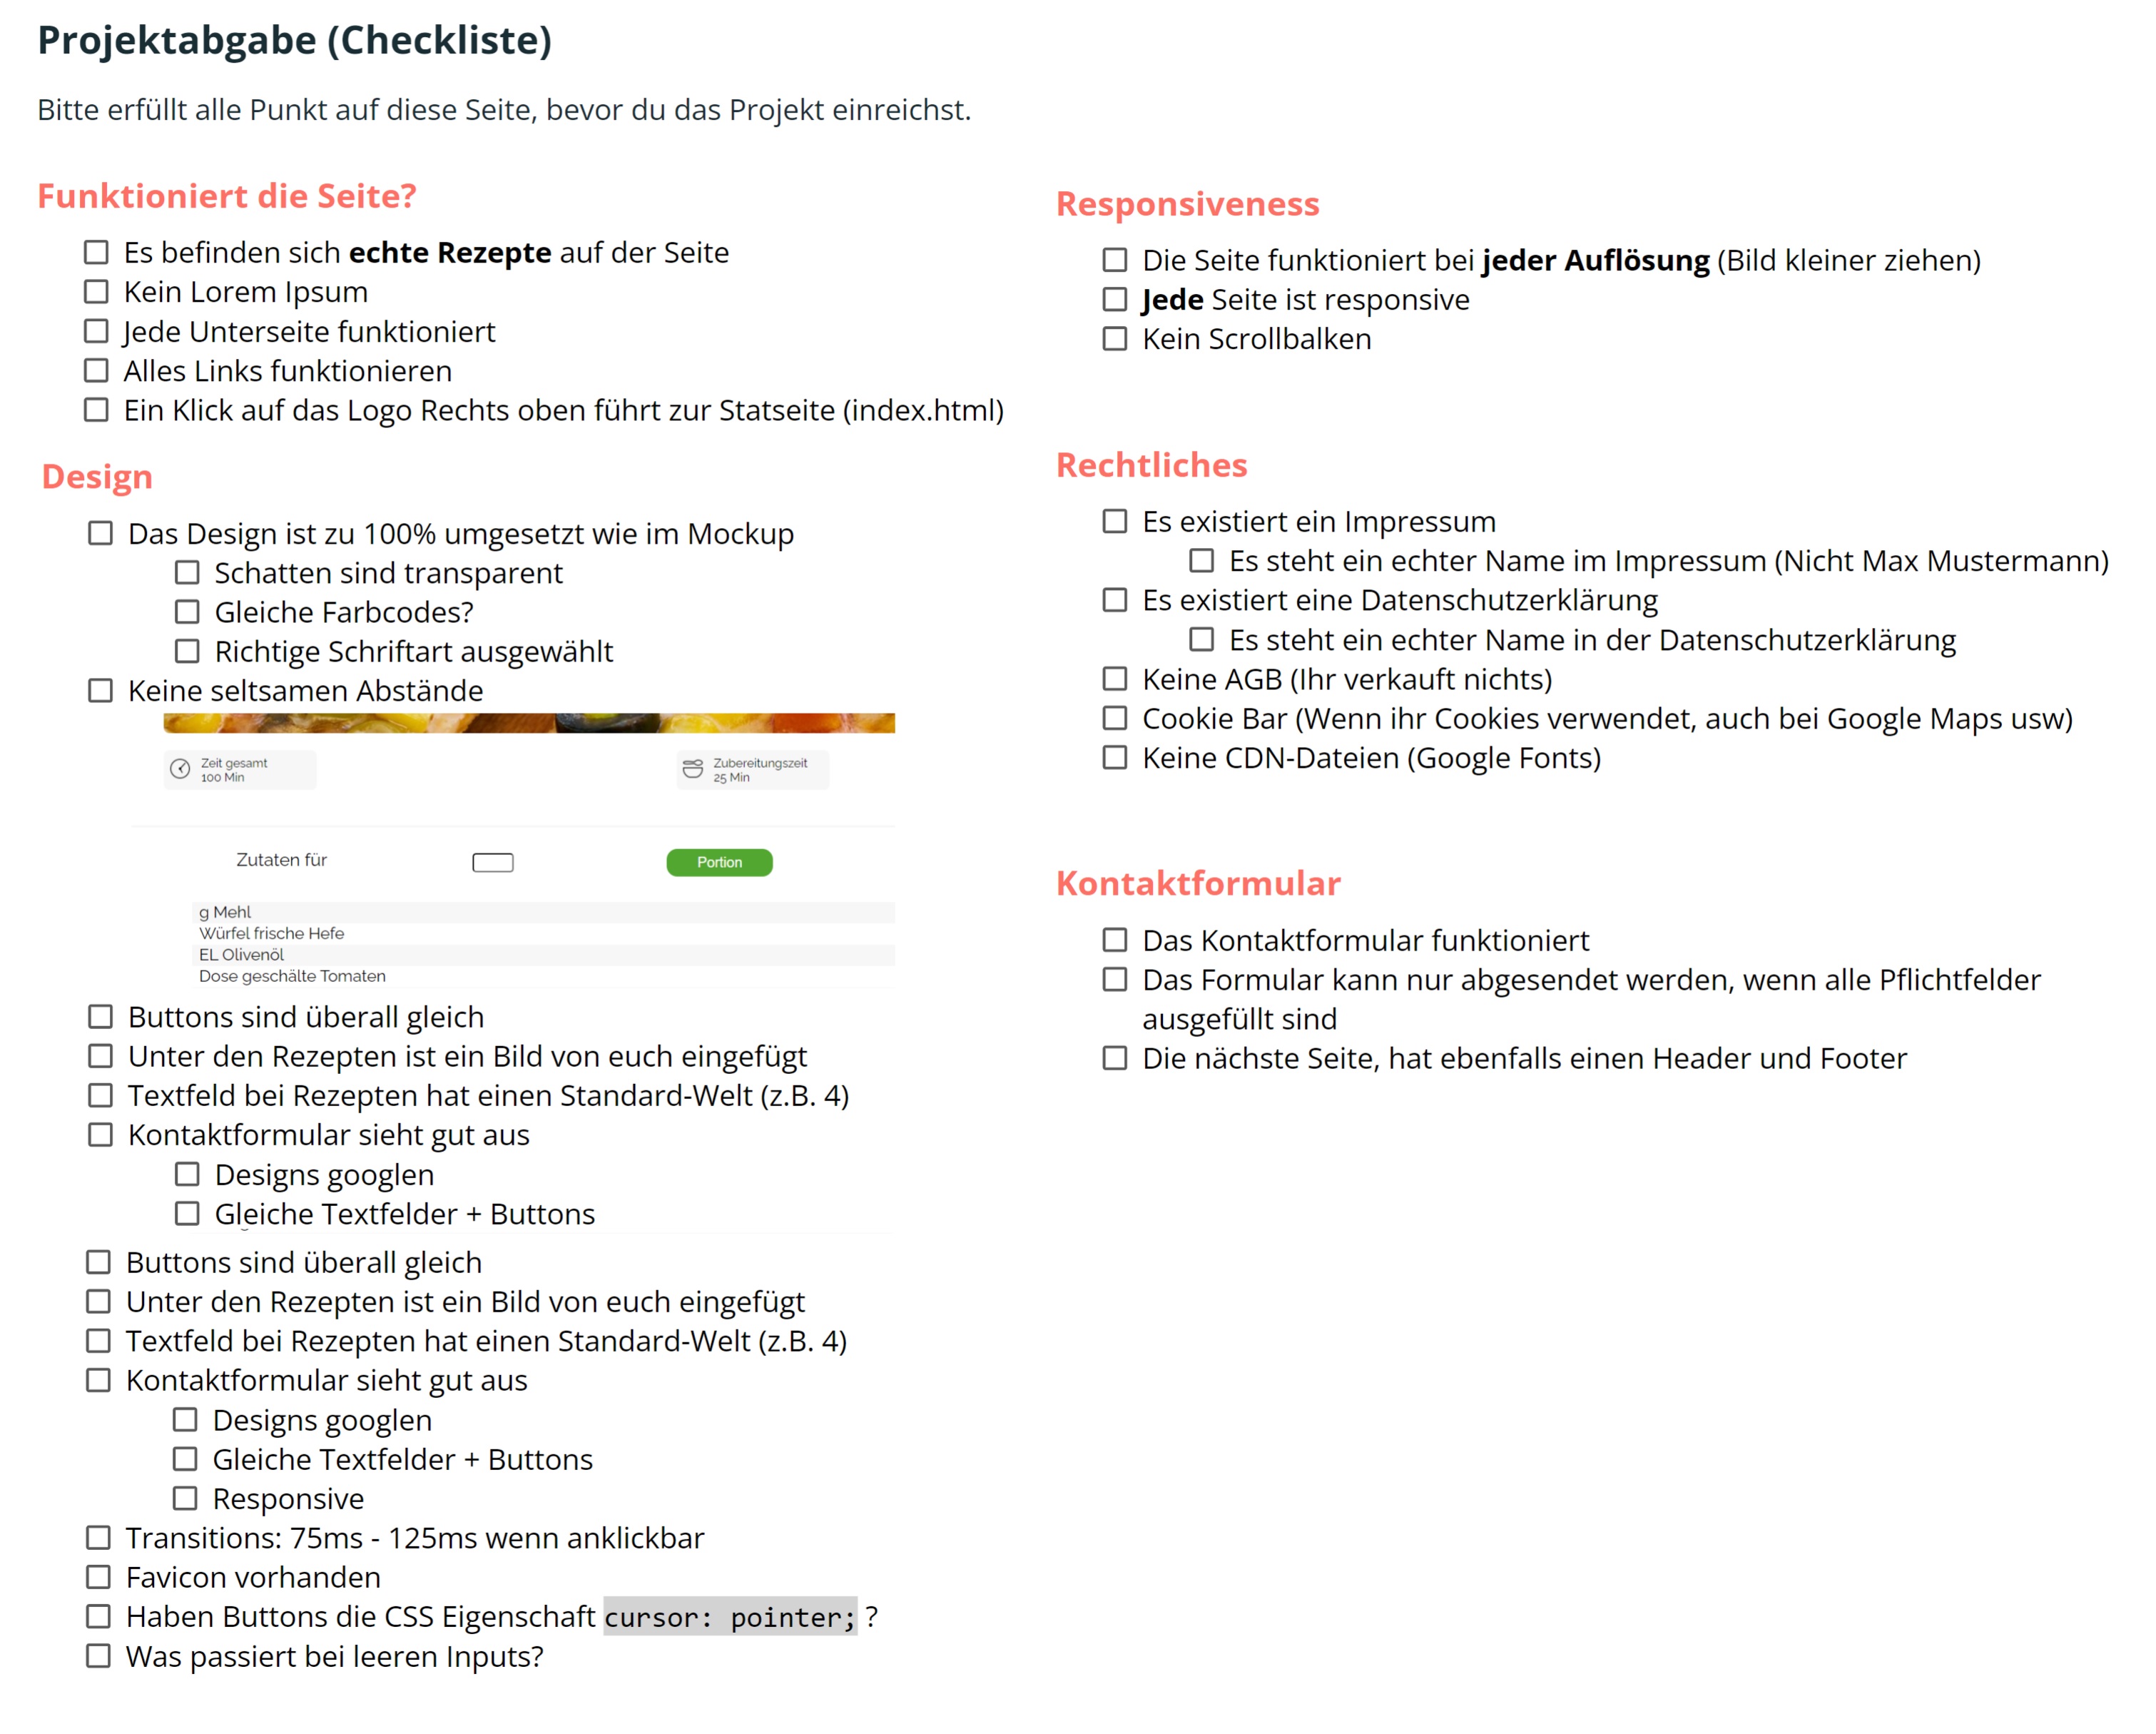 Projektabgabe (Checkliste)
Bitte erfüllt alle Punkt auf diese Seite, bevor du das Projekt einreichst.
Funktioniert die Seite?
Es befinden sich echte Rezepte auf der Seite
Kein Lorem Ipsum
Jede Unterseite funktioniert
Alles Links funktionieren
Ein Klick auf das Logo Rechts oben führt zur Statseite (index.html)
Design
Das Design ist zu 100% umgesetzt wie im Mockup
Schatten sind transparent
Gleiche Farbcodes?
Richtige Schriftart ausgewählt
Keine seltsamen Abstände
Zeit gesamt
100 Min
Zubereitungszeit
25 Min
Zutaten für
Portion
g Mehl
Würfel frische Hefe
EL Olivenöl
Dose geschälte Tomaten
Buttons sind überall gleich
Unter den Rezepten ist ein Bild von euch eingefügt
Textfeld bei Rezepten hat einen Standard-Welt (z.B. 4)
Kontaktformular sieht gut aus
Designs googlen
Gleiche Textfelder + Buttons
Buttons sind überall gleich
Unter den Rezepten ist ein Bild von euch eingefügt
Textfeld bei Rezepten hat einen Standard-Welt (z.B. 4)
Kontaktformular sieht gut aus
Designs googlen
Gleiche Textfelder + Buttons
Responsive
Transitions: 75ms - 125ms wenn anklickbar
Favicon vorhanden
Haben Buttons die CSS Eigenschaft cursor: pointer; ?
Was passiert bei leeren Inputs?
Responsiveness
Die Seite funktioniert bei jeder Auflösung (Bild kleiner ziehen)
Jede Seite ist responsive
Kein Scrollbalken
Rechtliches
Es existiert ein Impressum
Es steht ein echter Name im Impressum (Nicht Max Mustermann)
Es existiert eine Datenschutzerklärung
Es steht ein echter Name in der Datenschutzerklärung
Keine AGB (Ihr verkauft nichts)
Cookie Bar (Wenn ihr Cookies verwendet, auch bei Google Maps usw)
Keine CDN-Dateien (Google Fonts)
Kontaktformular
Das Kontaktformular funktioniert
Das Formular kann nur abgesendet werden, wenn alle Pflichtfelder
ausgefüllt sind
Die nächste Seite, hat ebenfalls einen Header und Footer